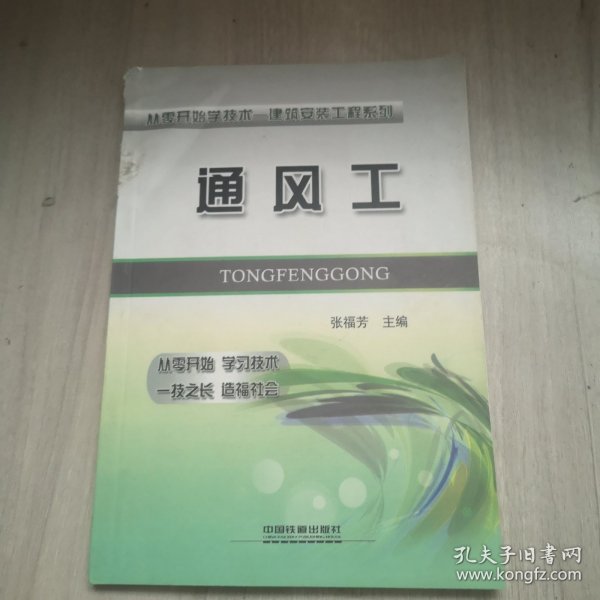 从零开始学技术—建筑安装工程系列
通风工
TONGFENGGONG
张福芳 主编
从零开始 学习技术
一技之长 造福社会
中国铁道出版社
孔夫子旧书网
www.kongfz.com